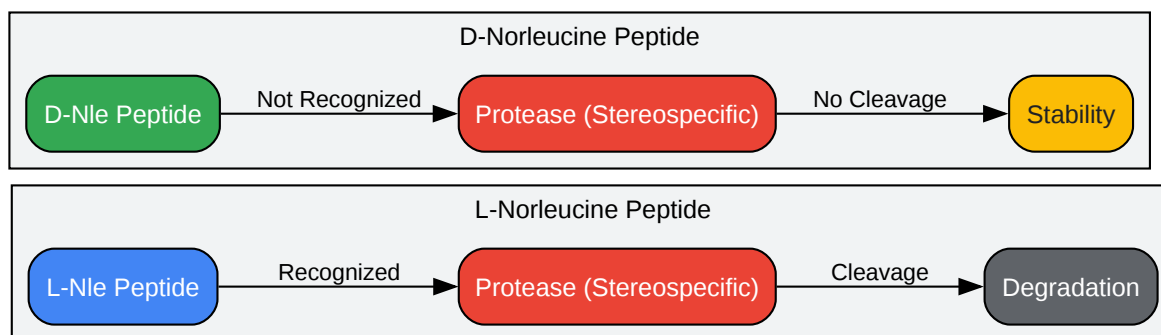 D-Norleucine Peptide
D-Nle Peptide
Not Recognized
Protease (Stereospecific)
No Cleavage
Stability
L-Norleucine Peptide
L-Nle Peptide
Recognized
Protease (Stereospecific)
Cleavage
Degradation